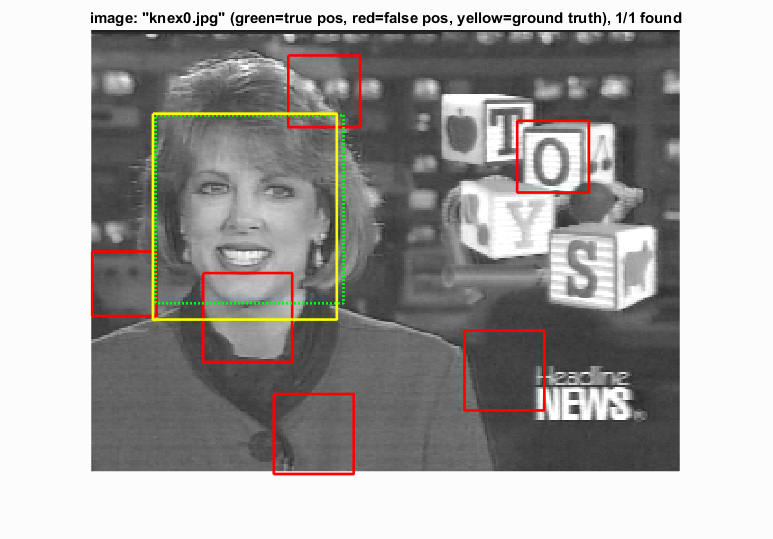 image: "knex0.jpg" (green=true pos, red=false pos, yellow=ground truth), 1/1 found
T
O
Y
S
Headline
NEWS®